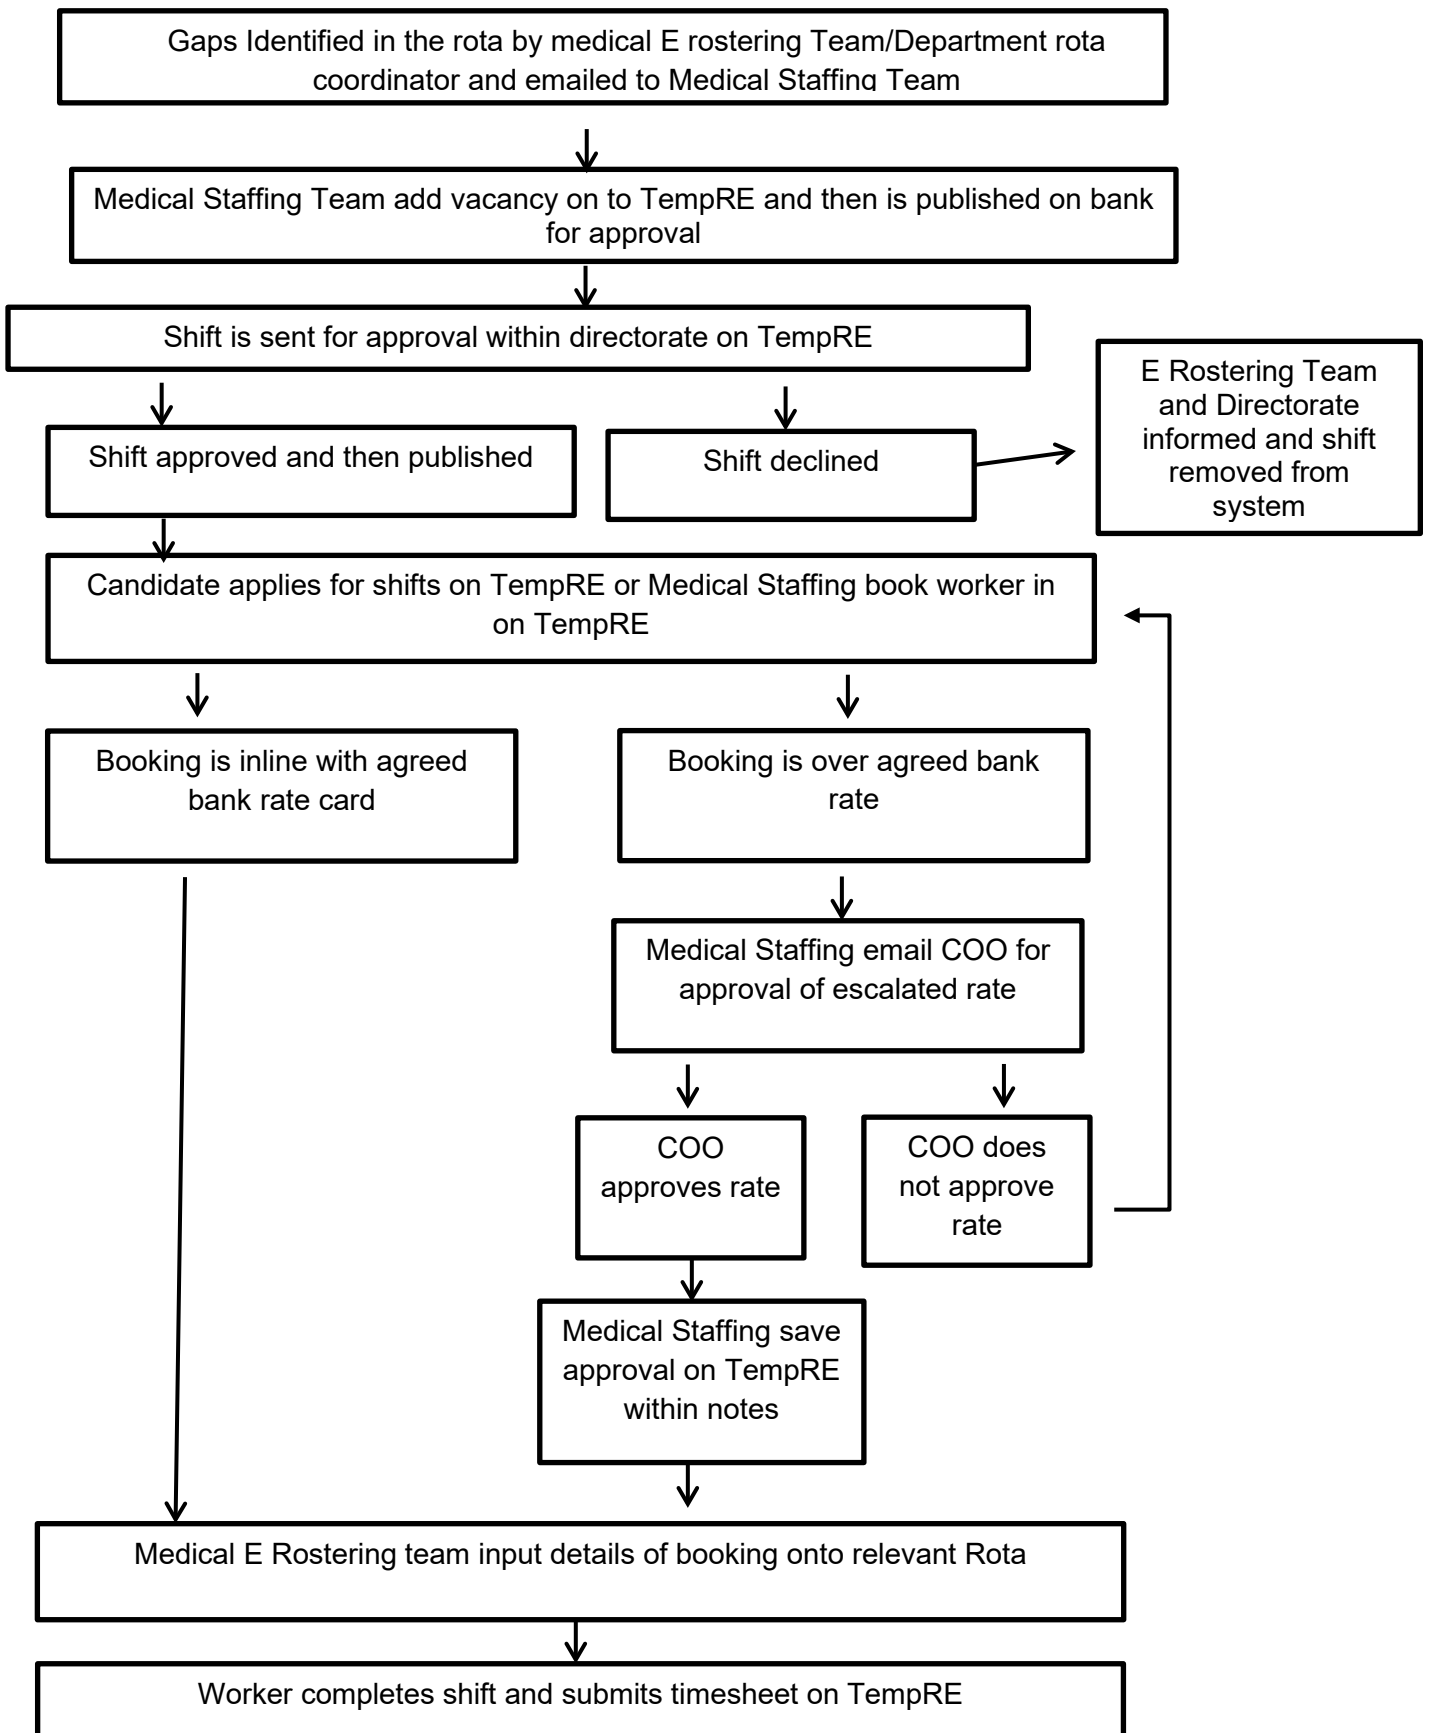 Gaps Identified in the rota by medical E rostering Team/Department rota
coordinator and emailed to Medical Staffing Team
Medical Staffing Team add vacancy on to TempRE and then is published on bank
for approval
Shift is sent for approval within directorate on TempRE
E Rostering Team
and Directorate
informed and shift
removed from
system
Shift approved and then published
Shift declined
Candidate applies for shifts on TempRE or Medical Staffing book worker in
on TempRE
Booking is inline with agreed
bank rate card
Booking is over agreed bank
rate
Medical Staffing email COO for
approval of escalated rate
COO
approves rate
COO does
not approve
rate
Medical Staffing save
approval on TempRE
within notes
Medical E Rostering team input details of booking onto relevant Rota
Worker completes shift and submits timesheet on TempRE